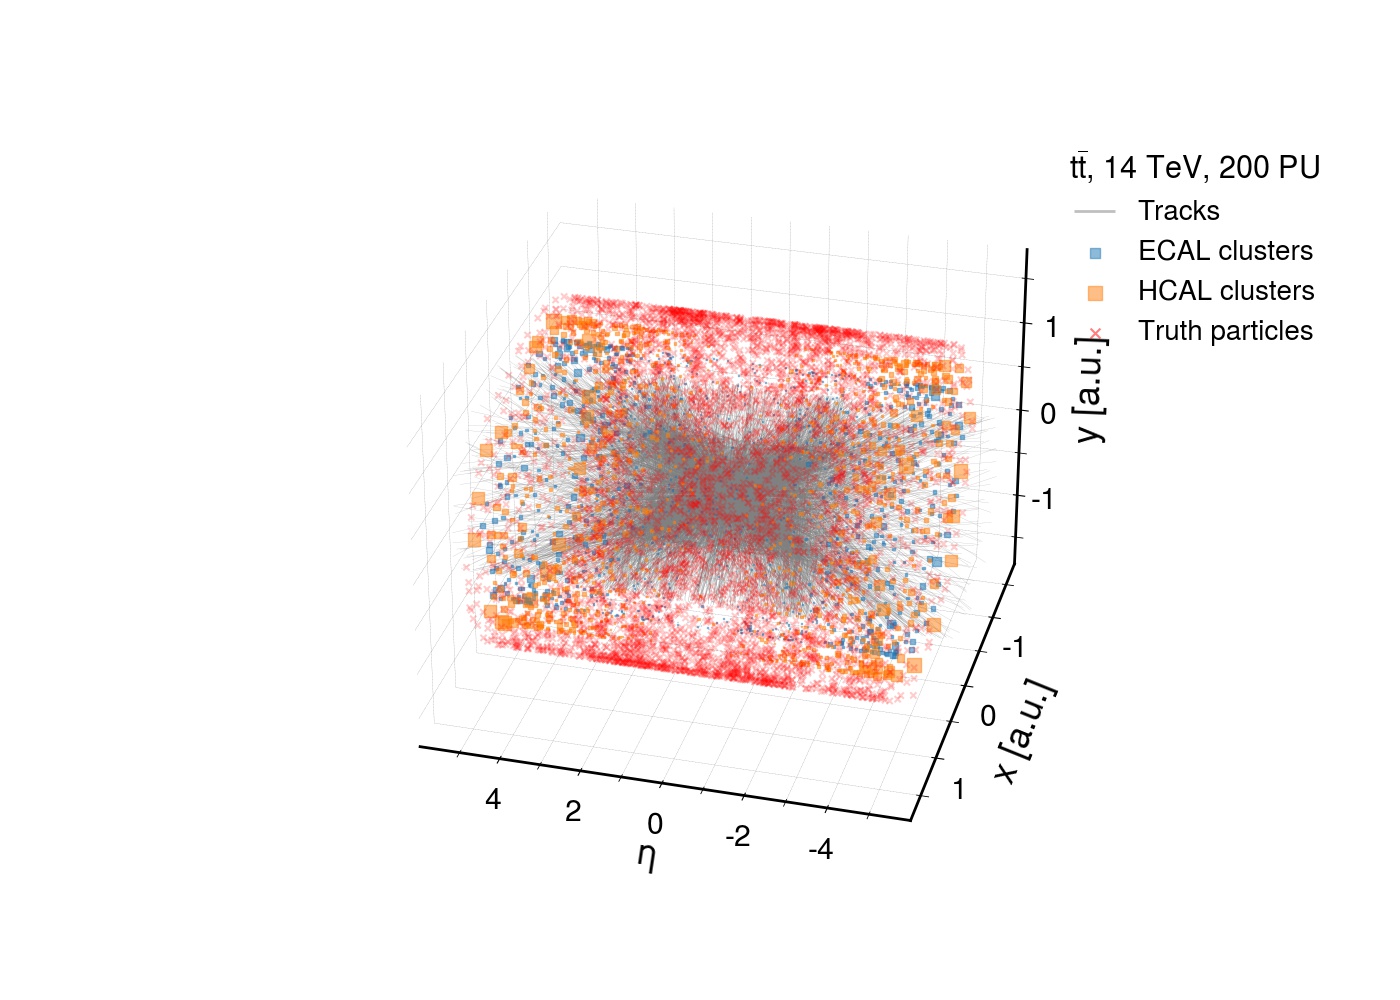 tt̄, 14 TeV, 200 PU
Tracks
ECAL clusters
HCAL clusters
Truth particles
1
0
-1
y [a.u.]
-1
0
1
x [a.u.]
4
2
0
-2
-4
η